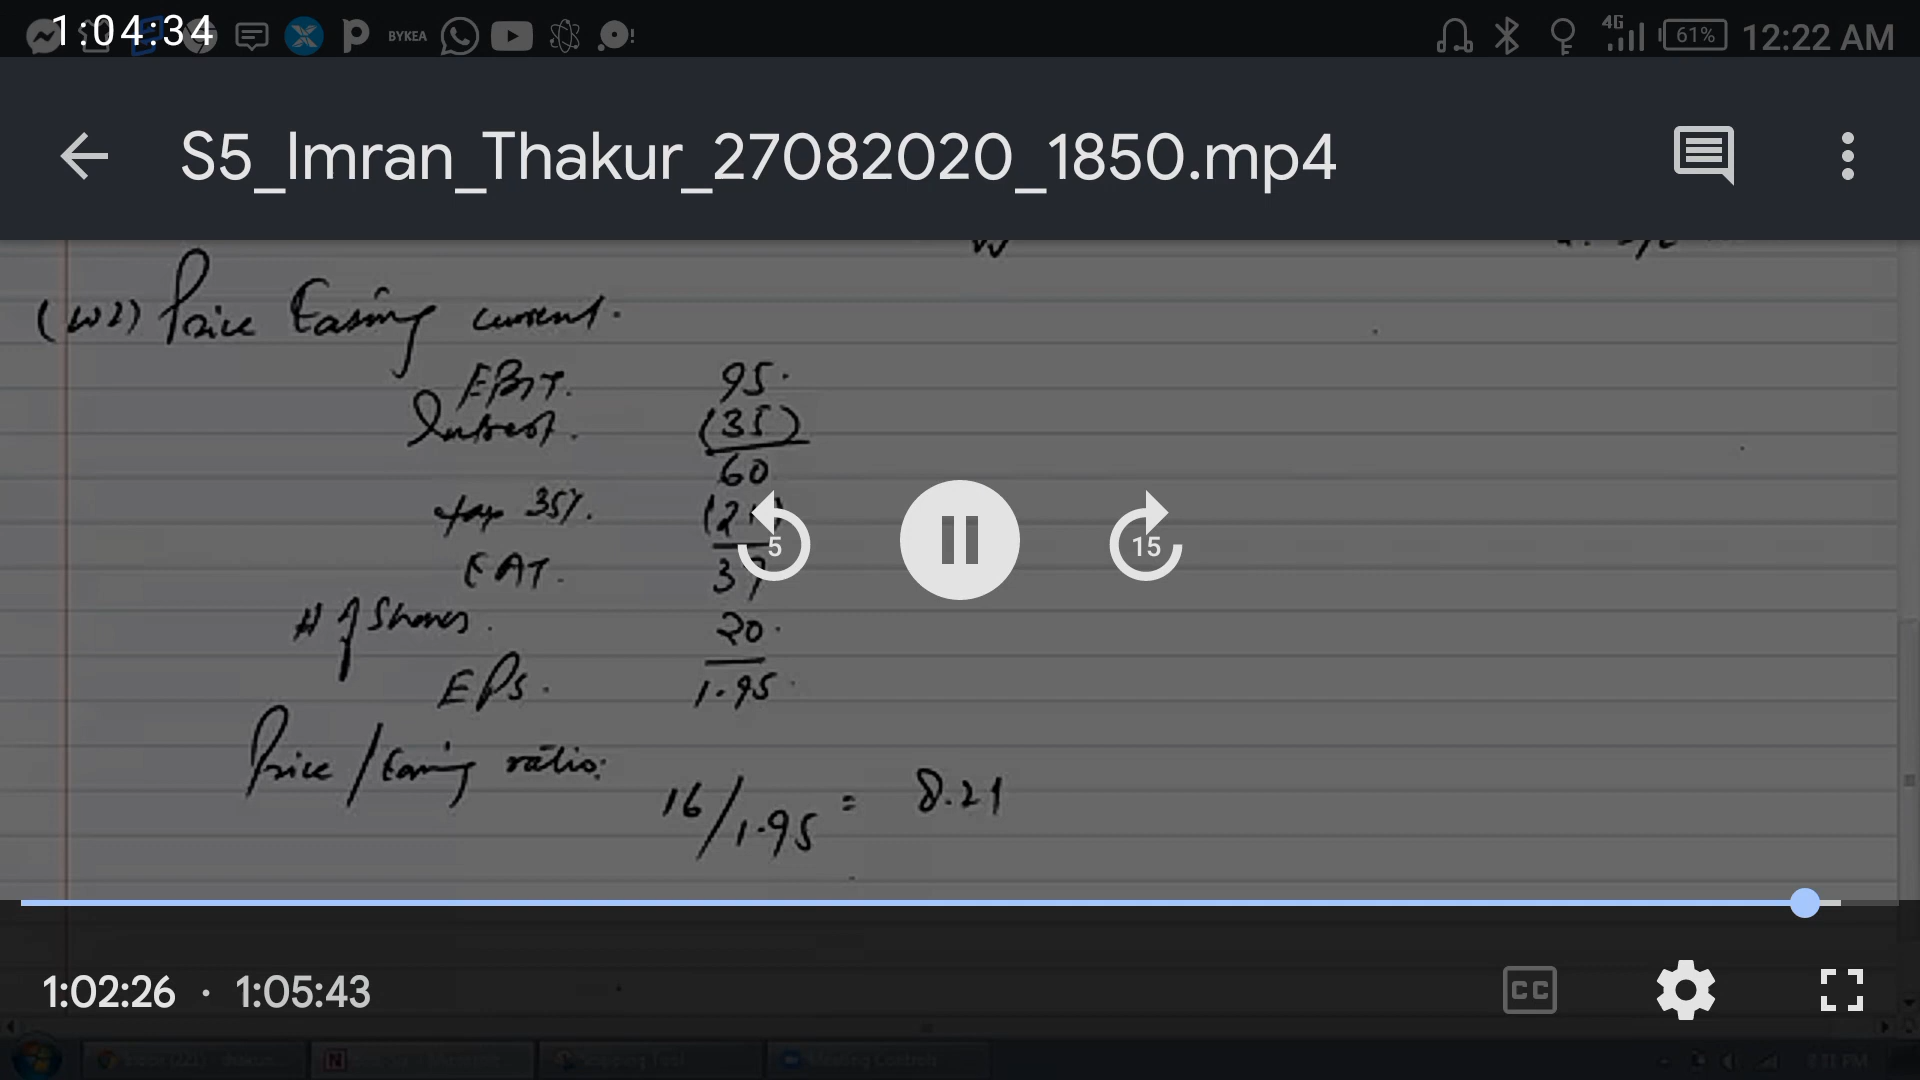 1:04:34 BYKEA 4G 61% 12:22 AM
S5_Imran_Thakur_27082020_1850.mp4
(W2) Price Earning current.
EBIT. 95.
Interest. (35)
60
tax 35%. (21)
EAT. 39
# of Shares. 20.
EPS. 1.95.
Price/Earning ratio:
16/1.95 = 8.21
5 15
1:02:26 · 1:05:43
CC